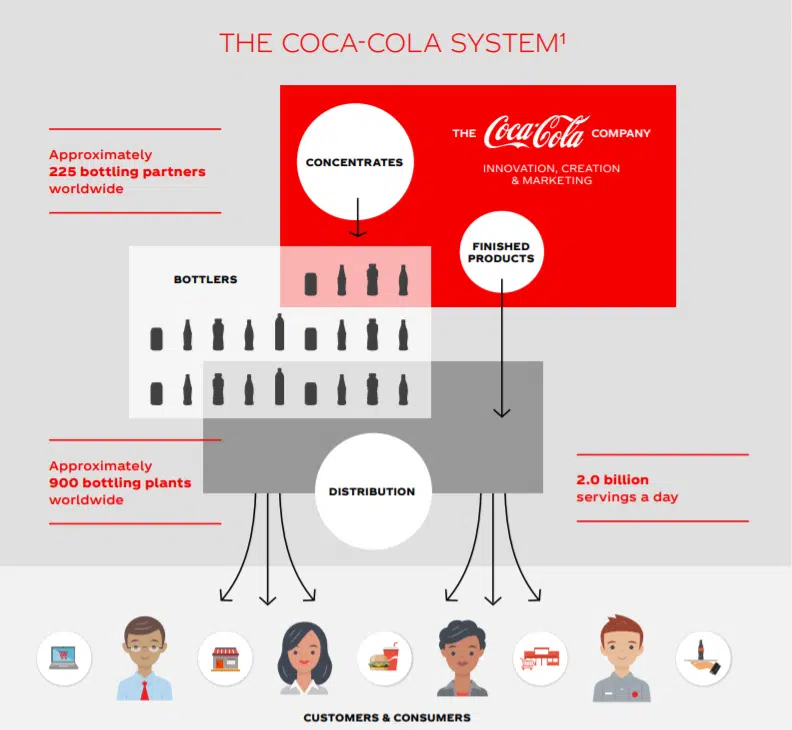 THE COCA-COLA SYSTEM¹
Approximately
225 bottling partners
worldwide
CONCENTRATES
THE Coca-Cola COMPANY
INNOVATION, CREATION
& MARKETING
FINISHED
PRODUCTS
BOTTLERS
Approximately
900 bottling plants
worldwide
DISTRIBUTION
2.0 billion
servings a day
CUSTOMERS & CONSUMERS